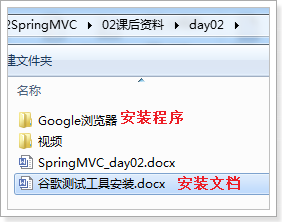 2SpringMVC ▸ 02课后资料 ▸ day02 ▸
建文件夹
名称
Google浏览器 安装程序
视频
SpringMVC_day02.docx
谷歌测试工具安装.docx 安装文档